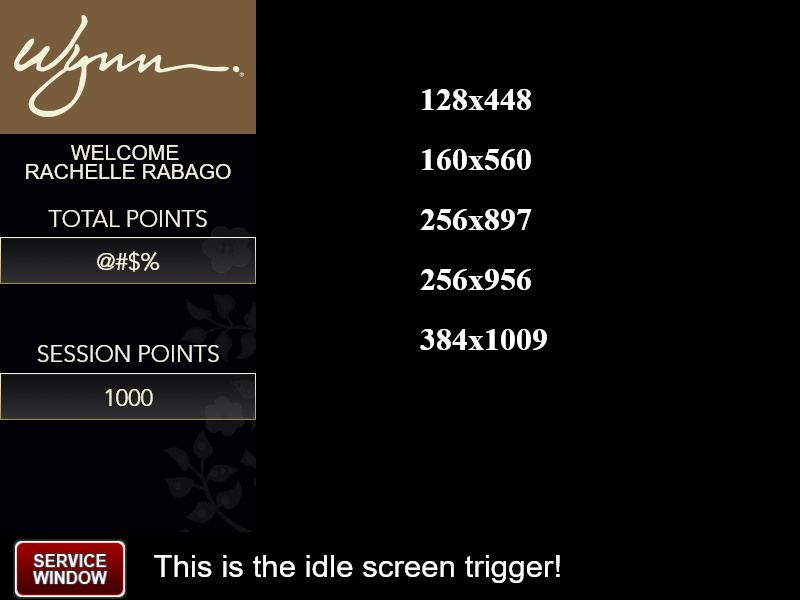 Wynn
WELCOME
RACHELLE RABAGO
TOTAL POINTS
@#$%
SESSION POINTS
1000
128x448
160x560
256x897
256x956
384x1009
SERVICE
WINDOW
This is the idle screen trigger!